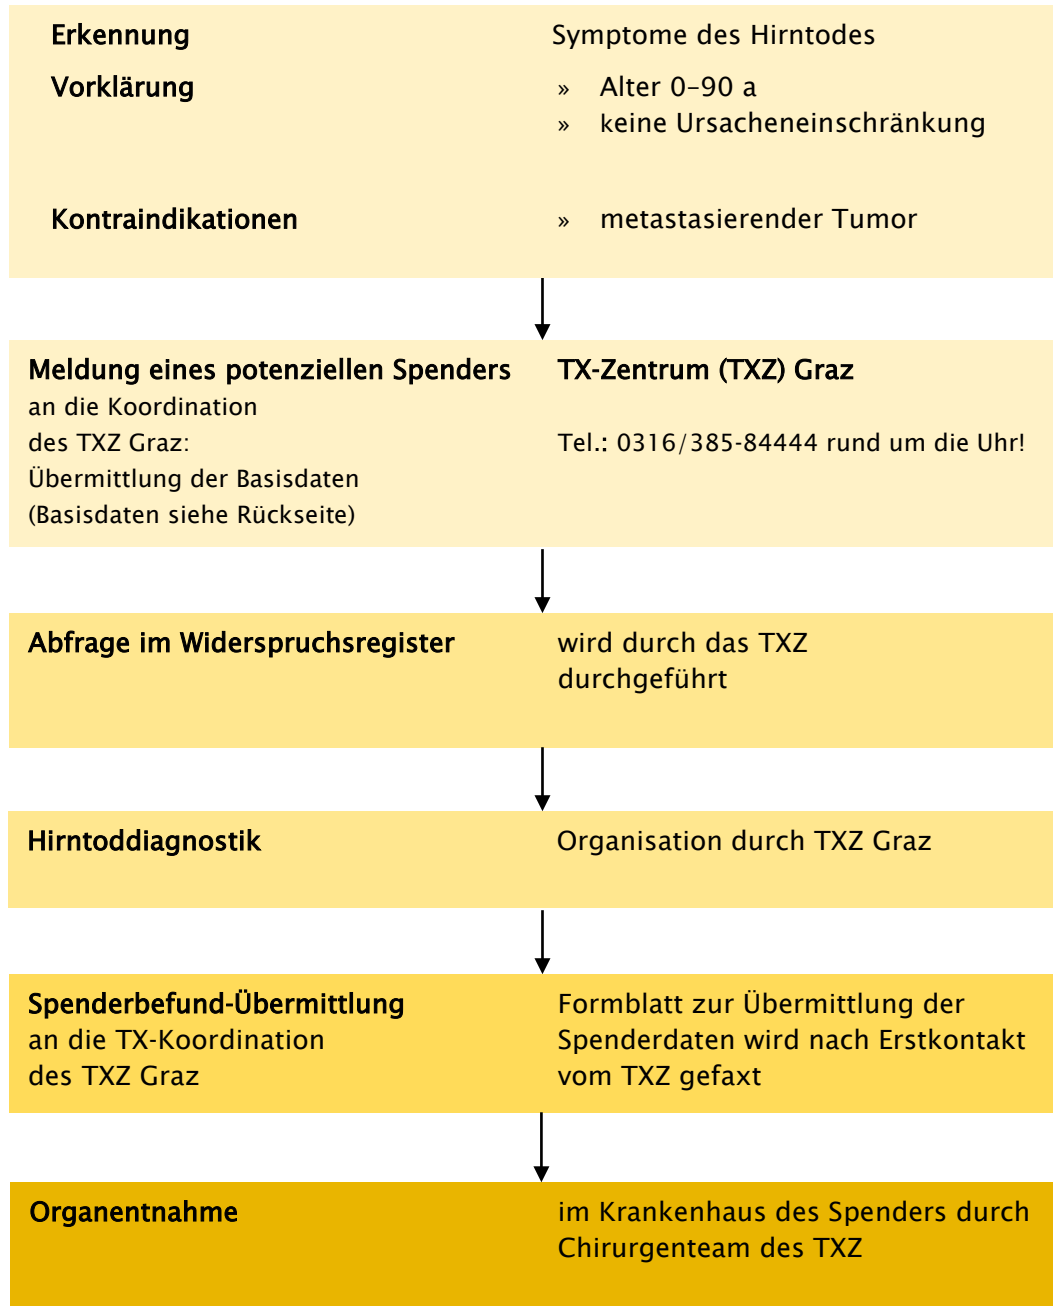 Erkennung Symptome des Hirntodes
Vorklärung » Alter 0–90 a
» keine Ursacheneinschränkung
Kontraindikationen » metastasierender Tumor
Meldung eines potenziellen Spenders TX-Zentrum (TXZ) Graz
an die Koordination
des TXZ Graz: Tel.: 0316/385-84444 rund um die Uhr!
Übermittlung der Basisdaten
(Basisdaten siehe Rückseite)
Abfrage im Widerspruchsregister wird durch das TXZ
durchgeführt
Hirntoddiagnostik Organisation durch TXZ Graz
Spenderbefund-Übermittlung Formblatt zur Übermittlung der
an die TX-Koordination Spenderdaten wird nach Erstkontakt
des TXZ Graz vom TXZ gefaxt
Organentnahme im Krankenhaus des Spenders durch
Chirurgenteam des TXZ